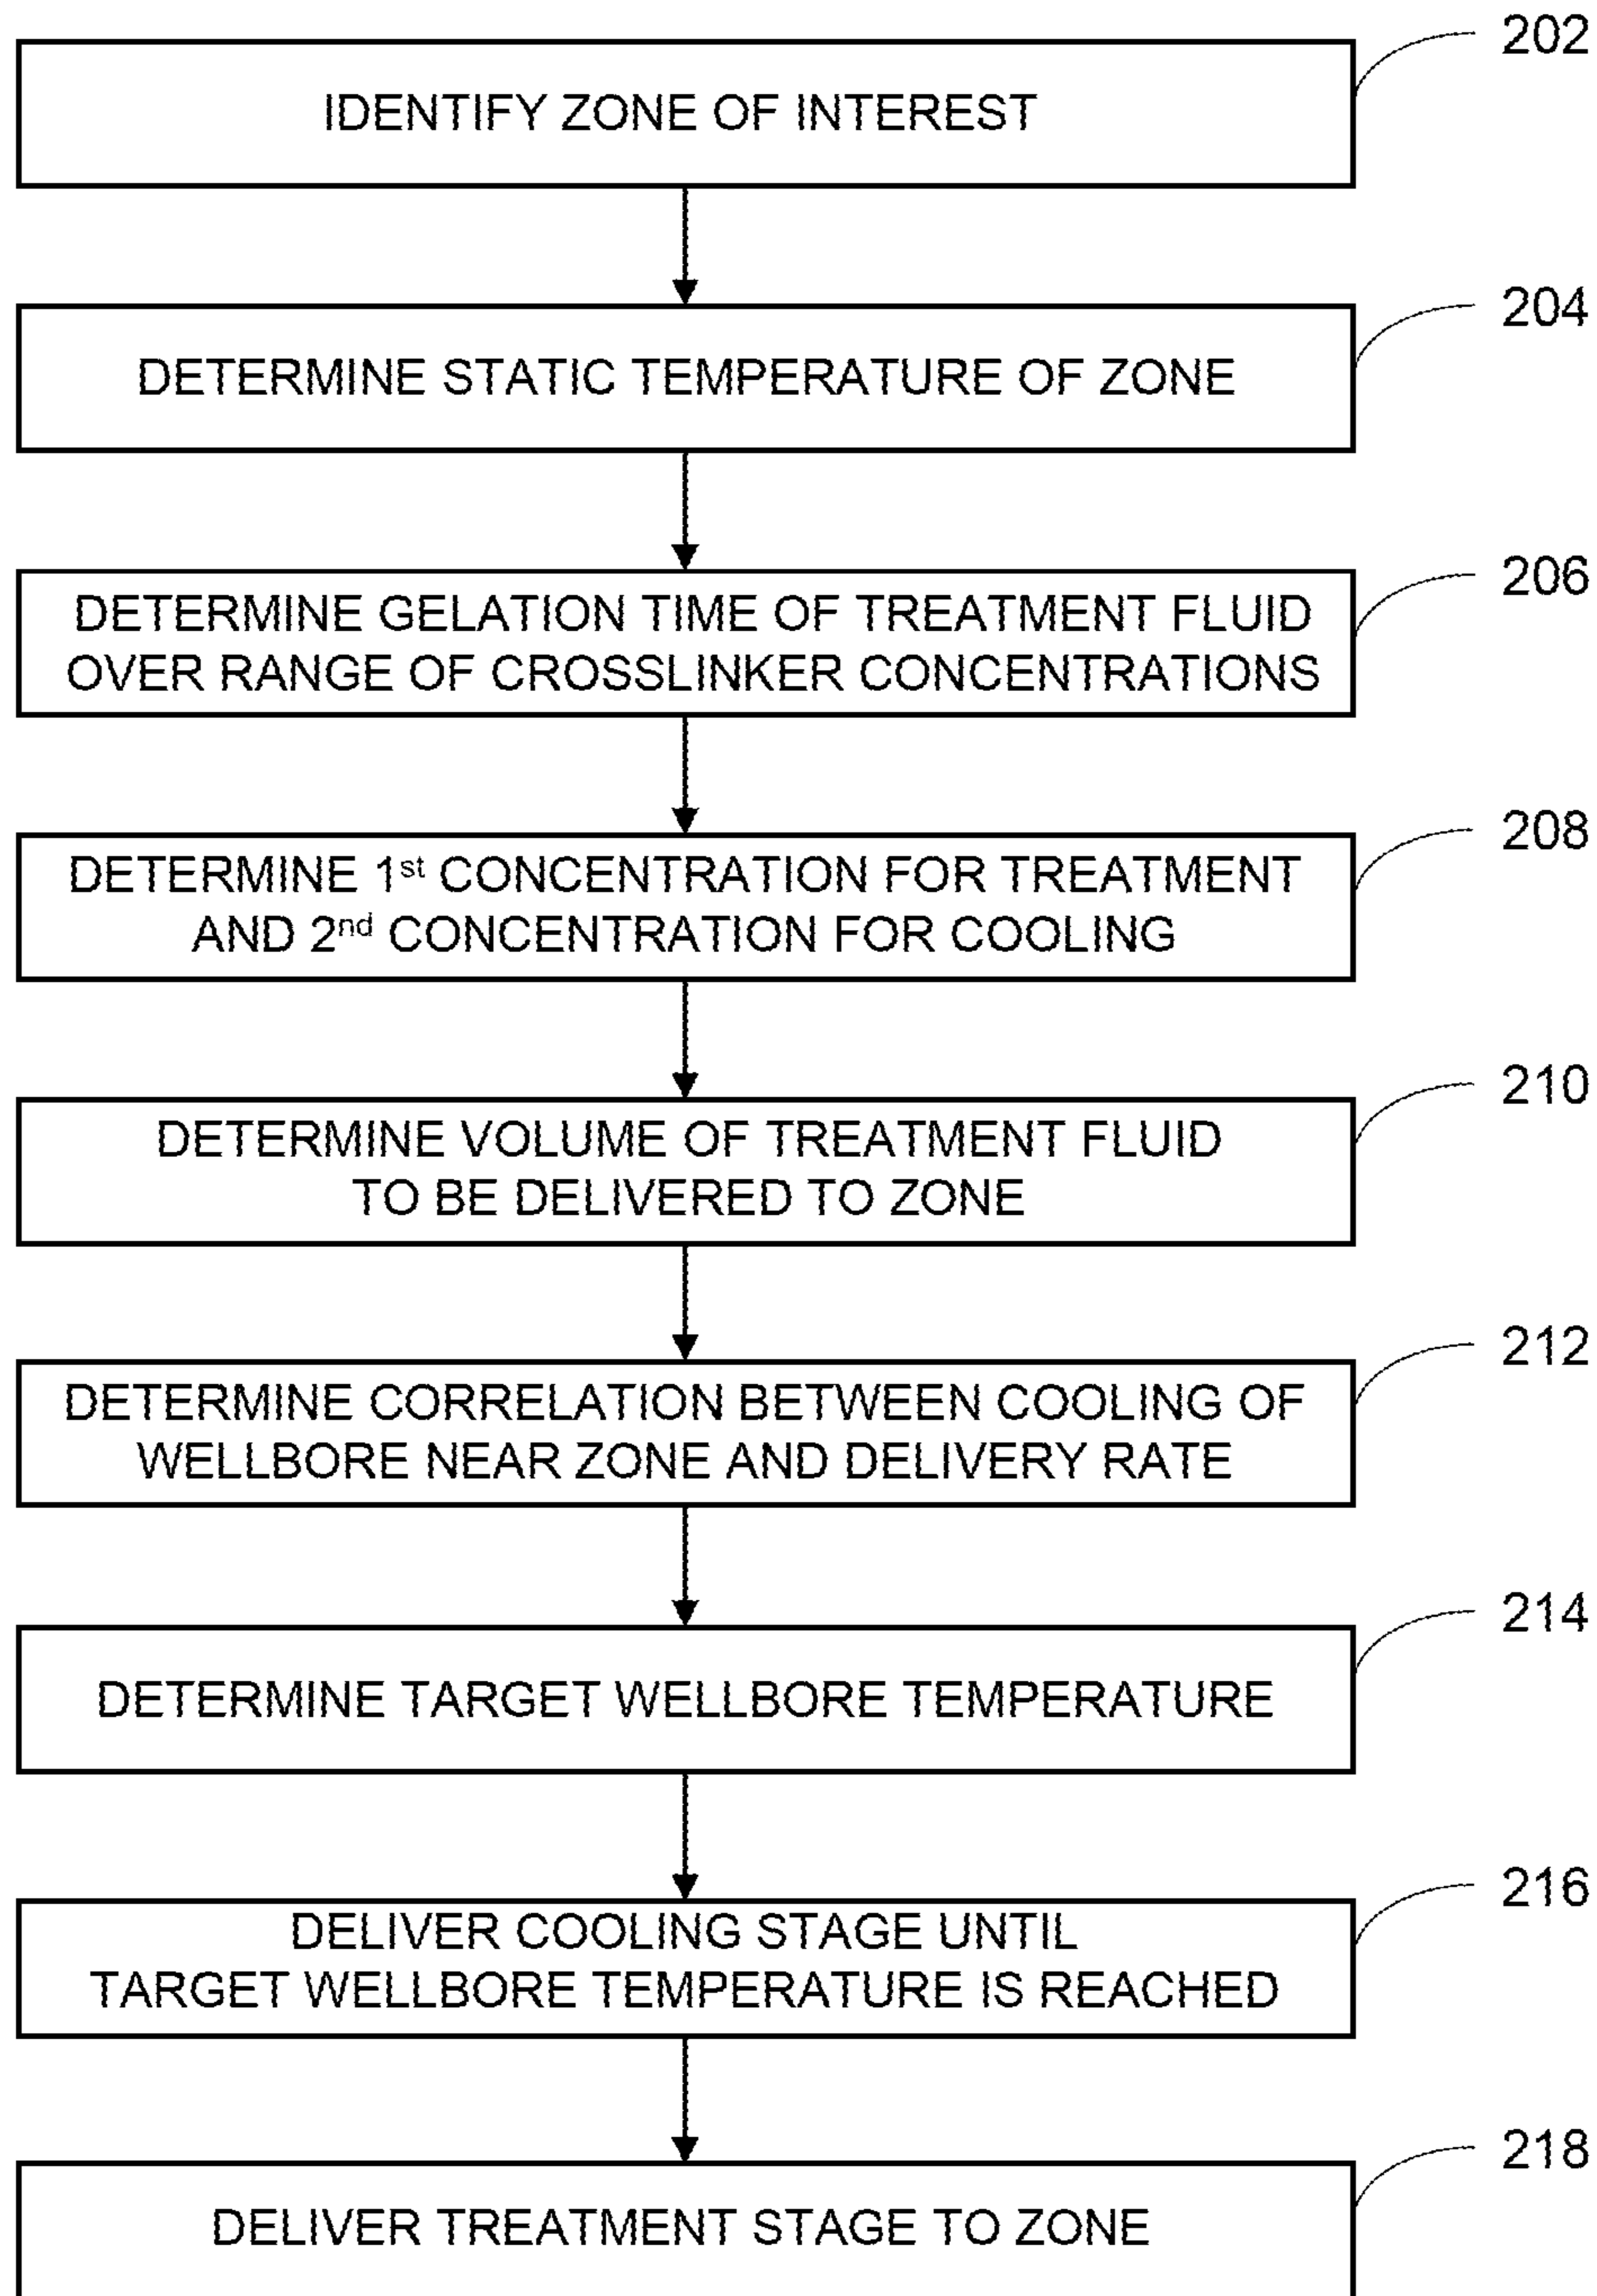 202
IDENTIFY ZONE OF INTEREST
204
DETERMINE STATIC TEMPERATURE OF ZONE
206
DETERMINE GELATION TIME OF TREATMENT FLUID
OVER RANGE OF CROSSLINKER CONCENTRATIONS
208
DETERMINE 1st CONCENTRATION FOR TREATMENT
AND 2nd CONCENTRATION FOR COOLING
210
DETERMINE VOLUME OF TREATMENT FLUID
TO BE DELIVERED TO ZONE
212
DETERMINE CORRELATION BETWEEN COOLING OF
WELLBORE NEAR ZONE AND DELIVERY RATE
214
DETERMINE TARGET WELLBORE TEMPERATURE
216
DELIVER COOLING STAGE UNTIL
TARGET WELLBORE TEMPERATURE IS REACHED
218
DELIVER TREATMENT STAGE TO ZONE